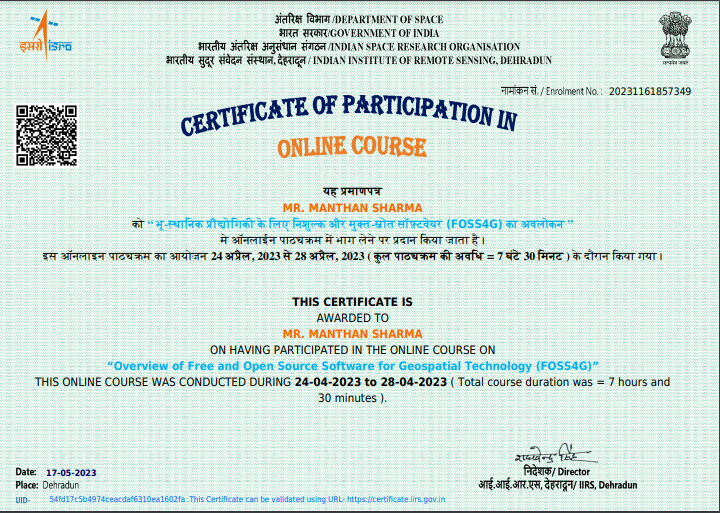 इसरो isro
अंतरिक्ष विभाग /DEPARTMENT OF SPACE
भारत सरकार/GOVERNMENT OF INDIA
भारतीय अंतरिक्ष अनुसंधान संगठन /INDIAN SPACE RESEARCH ORGANISATION
भारतीय सुदूर संवेदन संस्थान, देहरादून / INDIAN INSTITUTE OF REMOTE SENSING, DEHRADUN
सत्यमेव जयते
नामांकन सं. / Enrolment No. : 20231161857349
CERTIFICATE OF PARTICIPATION IN
ONLINE COURSE
यह प्रमाणपत्र
MR. MANTHAN SHARMA
को “ भू-स्थानिक प्रौद्योगिकी के लिए निशुल्क और मुक्त-स्रोत सॉफ़्टवेयर (FOSS4G) का अवलोकन ”
मे ऑनलाईन पाठ्यक्रम में भाग लेने पर प्रदान किया जाता है ।
इस ऑनलाइन पाठ्यक्रम का आयोजन 24 अप्रैल, 2023 से 28 अप्रैल, 2023 ( कुल पाठ्यक्रम की अवधि = 7 घंटे 30 मिनट ) के दौरान किया गया ।
THIS CERTIFICATE IS
AWARDED TO
MR. MANTHAN SHARMA
ON HAVING PARTICIPATED IN THE ONLINE COURSE ON
“Overview of Free and Open Source Software for Geospatial Technology (FOSS4G)”
THIS ONLINE COURSE WAS CONDUCTED DURING 24-04-2023 to 28-04-2023 ( Total course duration was = 7 hours and
30 minutes ).
निदेशक/ Director
आई.आई.आर.एस, देहरादून/ IIRS, Dehradun
Date: 17-05-2023
Place: Dehradun
UID- 54fd17c5b4974ceacdaf6310ea1602fa .This Certificate can be validated using URL- https://certificate.iirs.gov.in